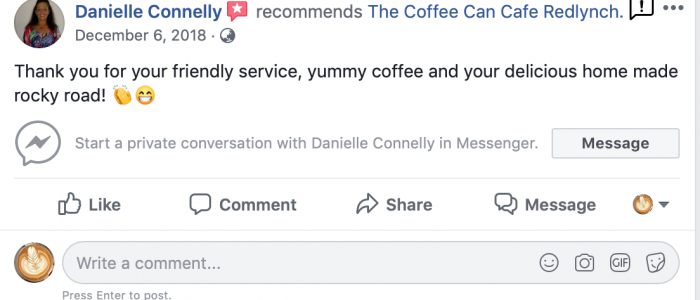 Danielle Connelly recommends The Coffee Can Cafe Redlynch.
December 6, 2018 ·
Thank you for your friendly service, yummy coffee and your delicious home made
rocky road! 👏😁
Start a private conversation with Danielle Connelly in Messenger.
Message
Like
Comment
Share
Message
Write a comment...
GIF
Press Enter to post.